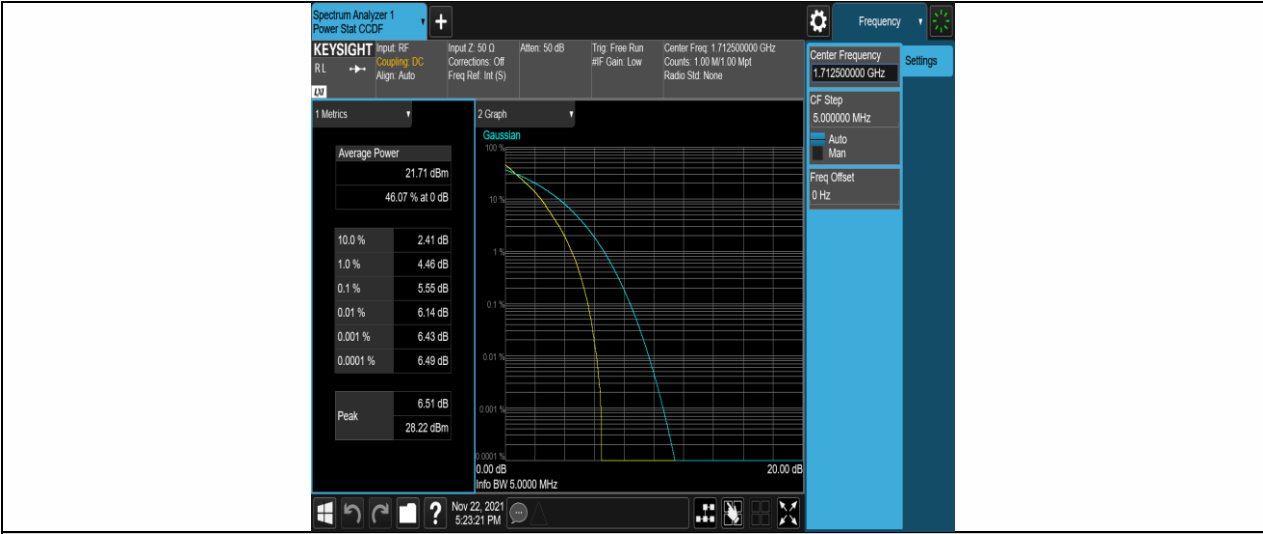 Spectrum Analyzer 1
Power Stat CCDF
+
Frequency
KEYSIGHT
RL
LXI
Input: RF
Coupling: DC
Align: Auto
Input Z: 50 Ω
Corrections: Off
Freq Ref: Int (S)
Atten: 50 dB
Trig: Free Run
#IF Gain: Low
Center Freq: 1.712500000 GHz
Counts: 1.00 M/1.00 Mpt
Radio Std: None
Center Frequency
1.712500000 GHz
Settings
CF Step
5.000000 MHz
Auto
Man
Freq Offset
0 Hz
1 Metrics
Average Power
21.71 dBm
46.07 % at 0 dB
10.0 % 2.41 dB
1.0 % 4.46 dB
0.1 % 5.55 dB
0.01 % 6.14 dB
0.001 % 6.43 dB
0.0001 % 6.49 dB
Peak
6.51 dB
28.22 dBm
2 Graph
Gaussian
100 %
10 %
1 %
0.1 %
0.01 %
0.001 %
0.0001 %
0.00 dB 20.00 dB
Info BW 5.0000 MHz
?
Nov 22, 2021
5:23:21 PM